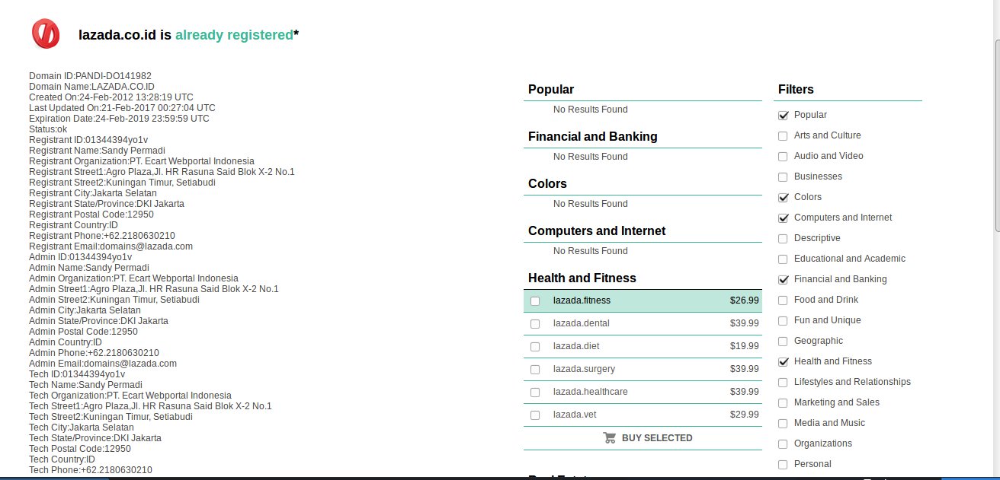 lazada.co.id is already registered*
Domain ID:PANDI-DO141982
Domain Name:LAZADA.CO.ID
Created On:24-Feb-2012 13:28:19 UTC
Last Updated On:21-Feb-2017 00:27:04 UTC
Expiration Date:24-Feb-2019 23:59:59 UTC
Status:ok
Registrant ID:01344394yo1v
Registrant Name:Sandy Permadi
Registrant Organization:PT. Ecart Webportal Indonesia
Registrant Street1:Agro Plaza,Jl. HR Rasuna Said Blok X-2 No.1
Registrant Street2:Kuningan Timur, Setiabudi
Registrant City:Jakarta Selatan
Registrant State/Province:DKI Jakarta
Registrant Postal Code:12950
Registrant Country:ID
Registrant Phone:+62.2180630210
Registrant Email:domains@lazada.com
Admin ID:01344394yo1v
Admin Name:Sandy Permadi
Admin Organization:PT. Ecart Webportal Indonesia
Admin Street1:Agro Plaza,Jl. HR Rasuna Said Blok X-2 No.1
Admin Street2:Kuningan Timur, Setiabudi
Admin City:Jakarta Selatan
Admin State/Province:DKI Jakarta
Admin Postal Code:12950
Admin Country:ID
Admin Phone:+62.2180630210
Admin Email:domains@lazada.com
Tech ID:01344394yo1v
Tech Name:Sandy Permadi
Tech Organization:PT. Ecart Webportal Indonesia
Tech Street1:Agro Plaza,Jl. HR Rasuna Said Blok X-2 No.1
Tech Street2:Kuningan Timur, Setiabudi
Tech City:Jakarta Selatan
Tech State/Province:DKI Jakarta
Tech Postal Code:12950
Tech Country:ID
Tech Phone:+62.2180630210
Popular
No Results Found
Financial and Banking
No Results Found
Colors
No Results Found
Computers and Internet
No Results Found
Health and Fitness
lazada.fitness $26.99
lazada.dental $39.99
lazada.diet $19.99
lazada.surgery $39.99
lazada.healthcare $39.99
lazada.vet $29.99
BUY SELECTED
Filters
Popular
Arts and Culture
Audio and Video
Businesses
Colors
Computers and Internet
Descriptive
Educational and Academic
Financial and Banking
Food and Drink
Fun and Unique
Geographic
Health and Fitness
Lifestyles and Relationships
Marketing and Sales
Media and Music
Organizations
Personal